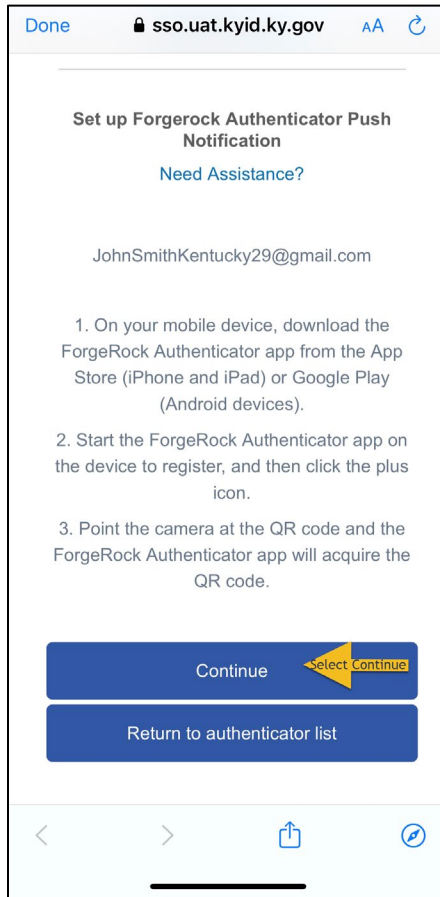 Done sso.uat.kyid.ky.gov AA
Set up Forgerock Authenticator Push
Notification
Need Assistance?
JohnSmithKentucky29@gmail.com
1. On your mobile device, download the
ForgeRock Authenticator app from the App
Store (iPhone and iPad) or Google Play
(Android devices).
2. Start the ForgeRock Authenticator app on
the device to register, and then click the plus
icon.
3. Point the camera at the QR code and the
ForgeRock Authenticator app will acquire the
QR code.
Continue Select Continue
Return to authenticator list